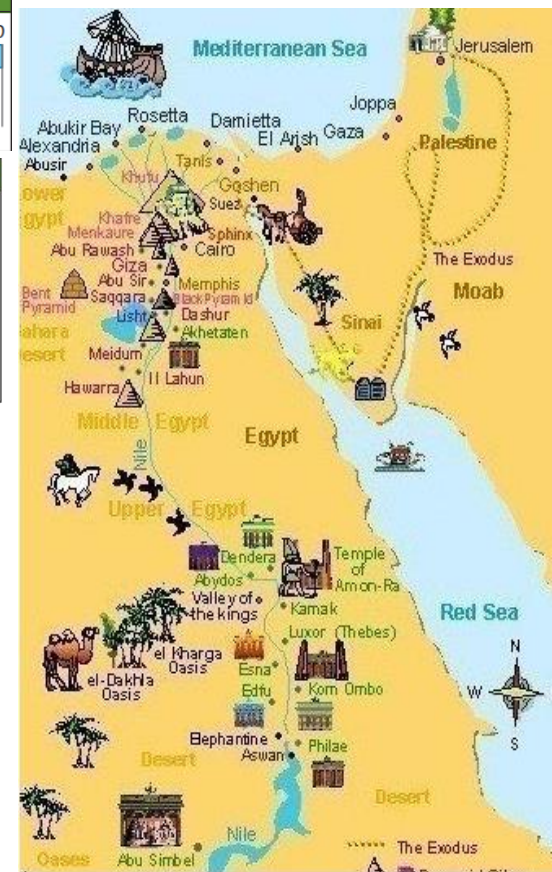 Mediterranean Sea
Jerusalem
Joppa
Rosetta
Damietta
Gaza
Abukir Bay
El Arish
Alexandria
Palestine
Abusir
Tanis
Khufu
Goshen
Lower
Egypt
Suez
Khafre
Sphinx
Menkaure
Abu Rawash
Cairo
The Exodus
Giza
Abu Sir
Memphis
Moab
Bent
Pyramid
Saqqara
Black Pyramid
Dashur
Sinai
Lisht
Akhetaten
Sahara
Desert
Meidum
Il Lahun
Hawarra
Middle Egypt
Egypt
Nile
Upper Egypt
Dendera
Temple
of
Amon-Ra
Abydos
Valley of
the kings
Karnak
Red Sea
Luxor (Thebes)
el Kharga
Oasis
N
Esna
el-Dakhla
Oasis
Edfu
Kom Ombo
W
E
S
Elephantine
Philae
Aswan
Desert
Desert
Nile
The Exodus
Oases
Abu Simbel